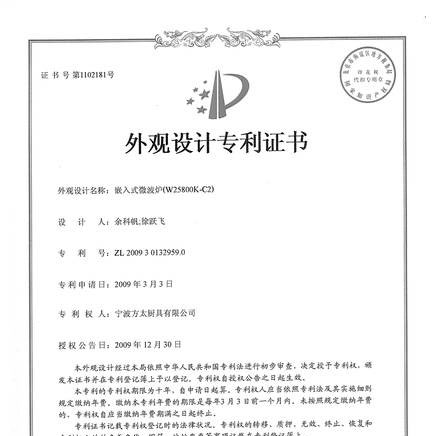 证 书 号 第1102181号
印 花 税
代扣专用章
外观设计专利证书
外观设计名称：嵌入式微波炉(W25800K-C2)
设 计 人：余科帆;徐跃飞
专 利 号：ZL 2009 3 0132959.0
专利申请日：2009 年 3 月 3 日
专 利 权 人：宁波方太厨具有限公司
授权公告日：2009 年 12 月 30 日
本外观设计经过本局依照中华人民共和国专利法进行初步审查，决定授予专利权，颁
发本证书并在专利登记簿上予以登记。专利权自授权公告之日起生效。
本专利的专利权期限为十年，自申请日起算。专利权人应当依照专利法及其实施细则
规定缴纳年费。缴纳本专利年费的期限是每年 3 月 3 日前一个月内。未按照规定缴纳年费
的，专利权自应当缴纳年费期满之日起终止。
专利证书记载专利权登记时的法律状况。专利权的转移、质押、无效、终止、恢复和